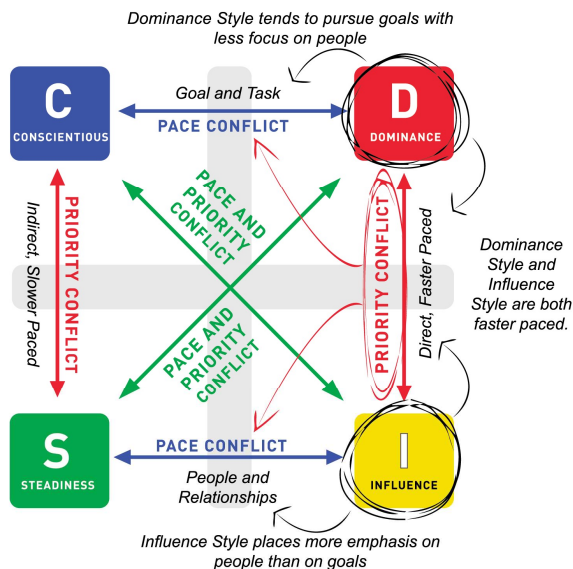 Dominance Style tends to pursue goals with
less focus on people
C
CONSCIENTIOUS
Goal and Task
PACE CONFLICT
D
DOMINANCE
PACE AND
PRIORITY
CONFLICT
Indirect, Slower Paced
PRIORITY CONFLICT
PRIORITY CONFLICT
Direct, Faster Paced
Dominance
Style and
Influence
Style are both
faster paced.
PACE AND
PRIORITY
CONFLICT
S
STEADINESS
PACE CONFLICT
People and
Relationships
I
INFLUENCE
Influence Style places more emphasis on
people than on goals